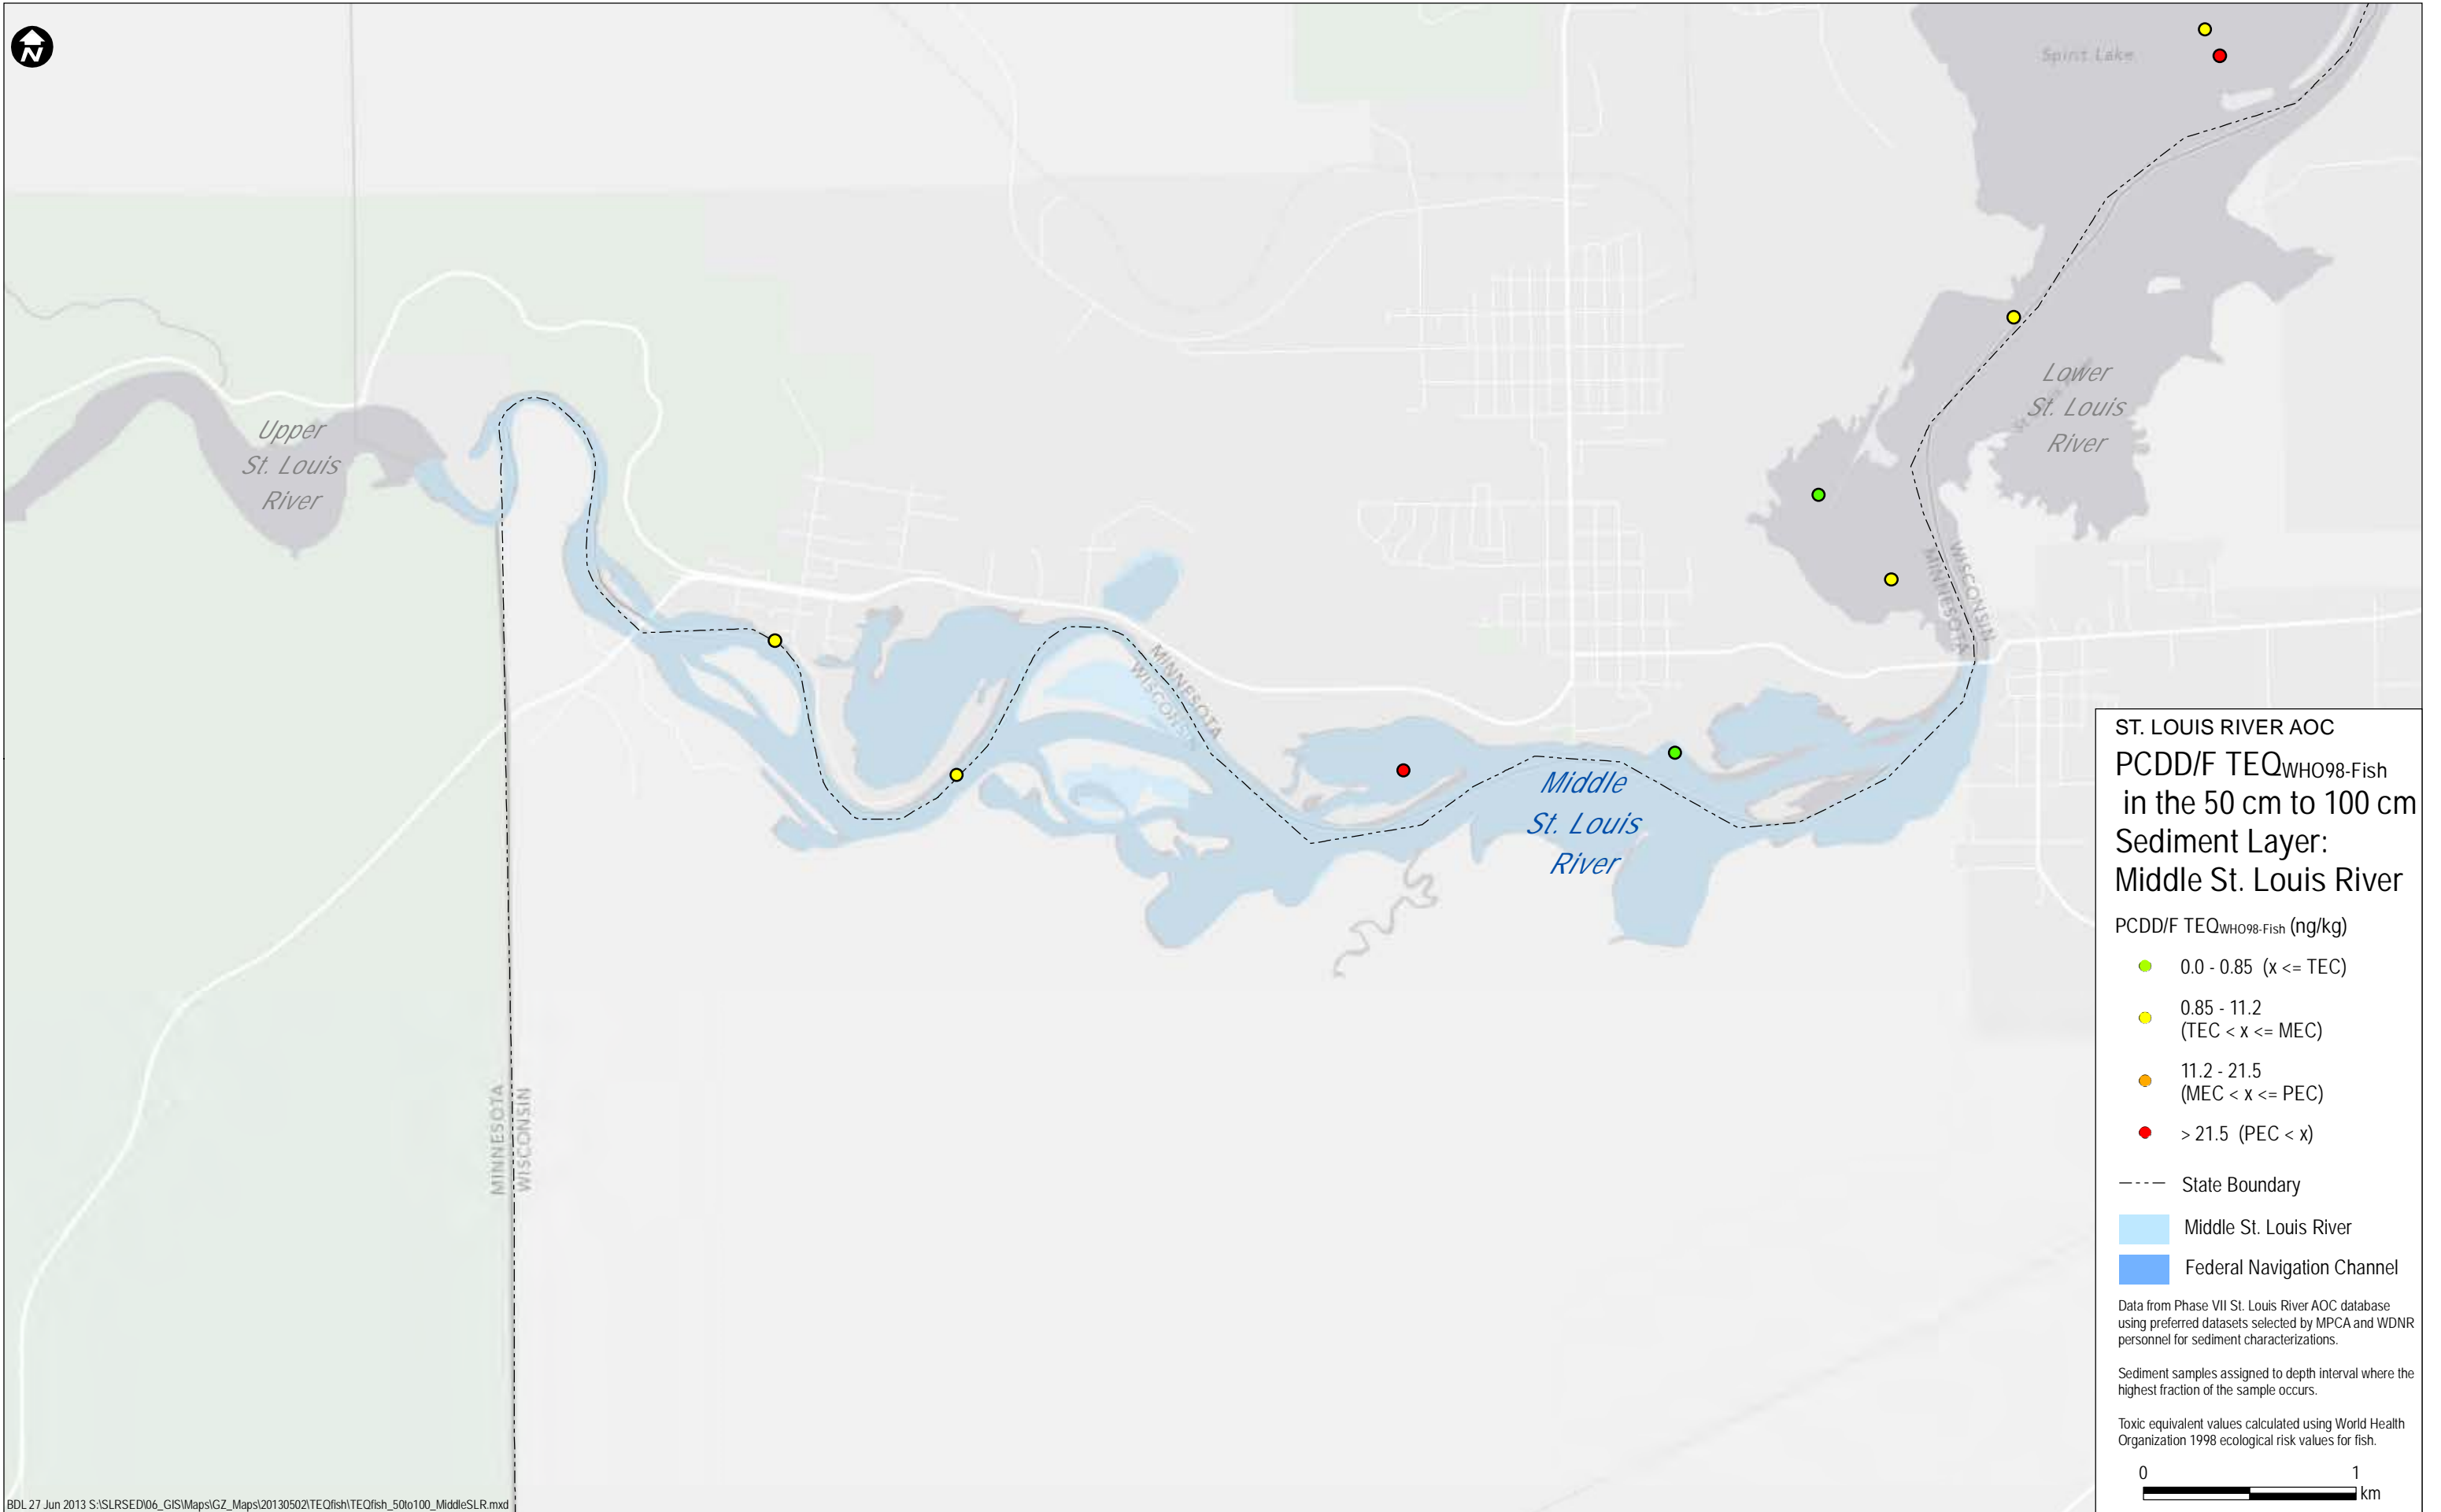 N
Spirit Lake
Upper
St. Louis
River
Lower
St. Louis
River
WISCONSIN
MINNESOTA
MINNESOTA
WISCONSIN
Middle
St. Louis
River
MINNESOTA
WISCONSIN
ST. LOUIS RIVER AOC
PCDD/F TEQWHO98-Fish
in the 50 cm to 100 cm
Sediment Layer:
Middle St. Louis River
PCDD/F TEQWHO98-Fish (ng/kg)
0.0 - 0.85 (x <= TEC)
0.85 - 11.2
(TEC < x <= MEC)
11.2 - 21.5
(MEC < x <= PEC)
> 21.5 (PEC < x)
State Boundary
Middle St. Louis River
Federal Navigation Channel
Data from Phase VII St. Louis River AOC database
using preferred datasets selected by MPCA and WDNR
personnel for sediment characterizations.
Sediment samples assigned to depth interval where the
highest fraction of the sample occurs.
Toxic equivalent values calculated using World Health
Organization 1998 ecological risk values for fish.
0 1
km
BDL 27 Jun 2013 S:\SLRSED\06_GIS\Maps\GZ_Maps\20130502\TEQfish\TEQfish_50to100_MiddleSLR.mxd